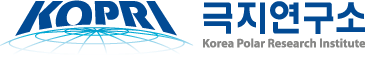 KOPRI
극지연구소
Korea Polar Research Institute